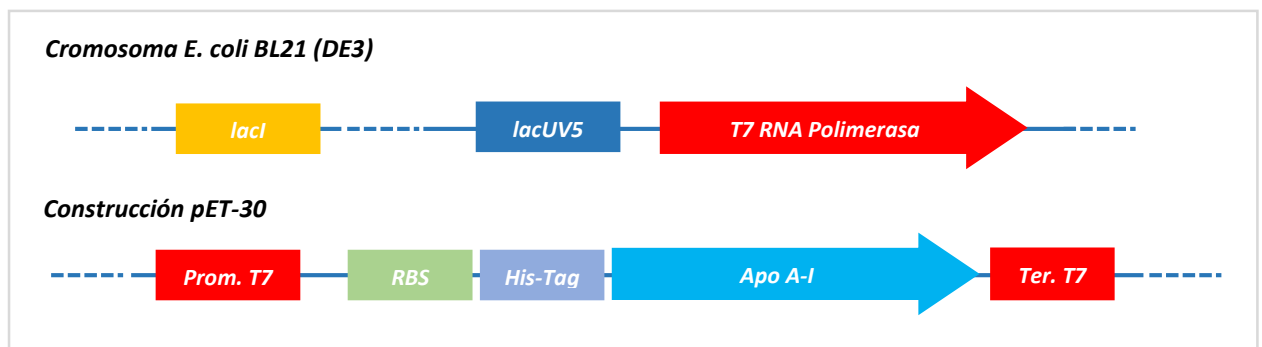 Cromosoma E. coli BL21 (DE3)
lacI lacUV5 T7 RNA Polimerasa
Construcción pET-30
Prom. T7 RBS His-Tag Apo A-I Ter. T7